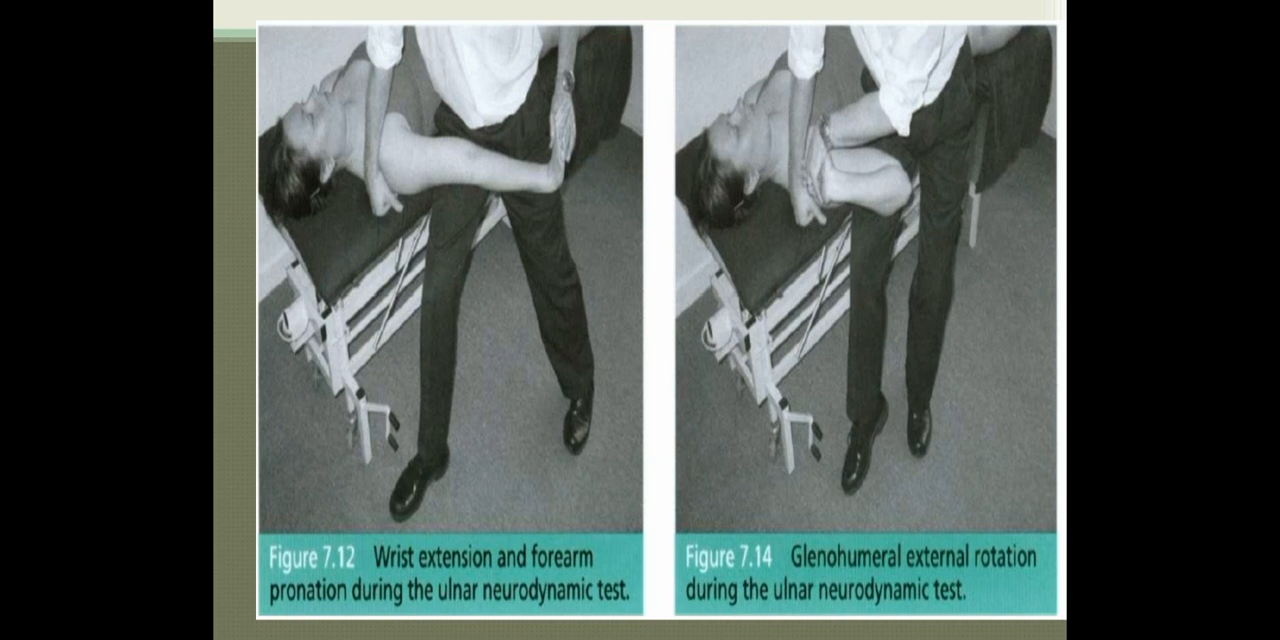 Figure 7.12 Wrist extension and forearm
pronation during the ulnar neurodynamic test.
Figure 7.14 Glenohumeral external rotation
during the ulnar neurodynamic test.